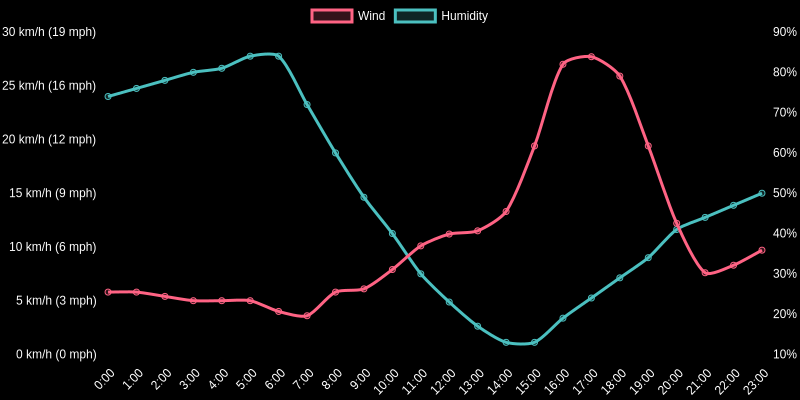 Wind Humidity
30 km/h (19 mph) 90%
25 km/h (16 mph) 80%
20 km/h (12 mph) 70%
15 km/h (9 mph) 60%
10 km/h (6 mph) 50%
5 km/h (3 mph) 40%
0 km/h (0 mph) 30%
20%
10%
0:00 1:00 2:00 3:00 4:00 5:00 6:00 7:00 8:00 9:00 10:00 11:00 12:00 13:00 14:00 15:00 16:00 17:00 18:00 19:00 20:00 21:00 22:00 23:00